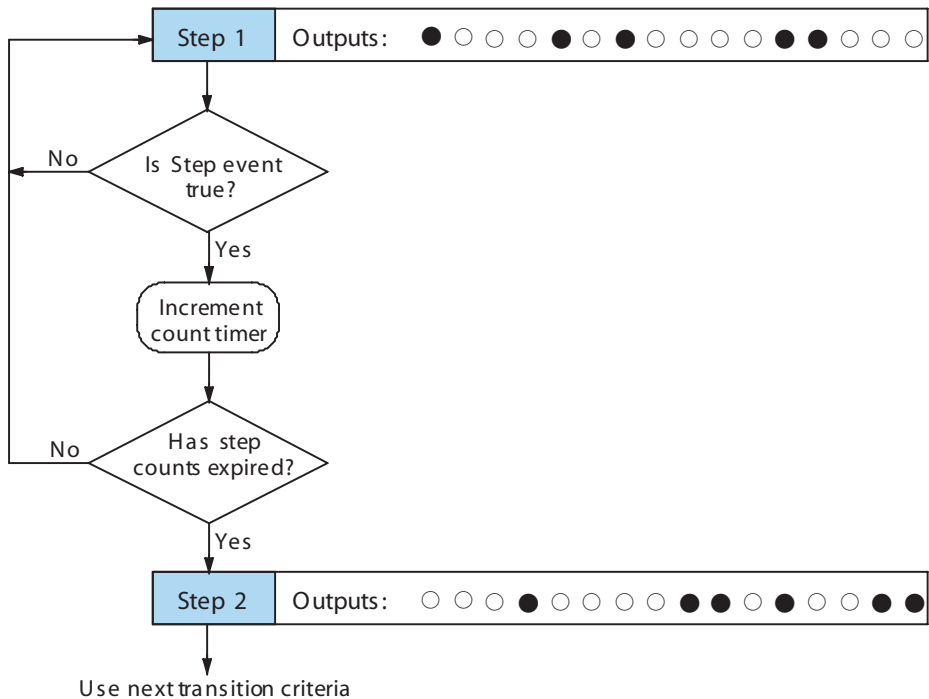 Step 1
Outputs:
Is Step event
true?
No
Yes
Increment
count timer
Has step
counts expired?
No
Yes
Step 2
Outputs:
Use next transition criteria